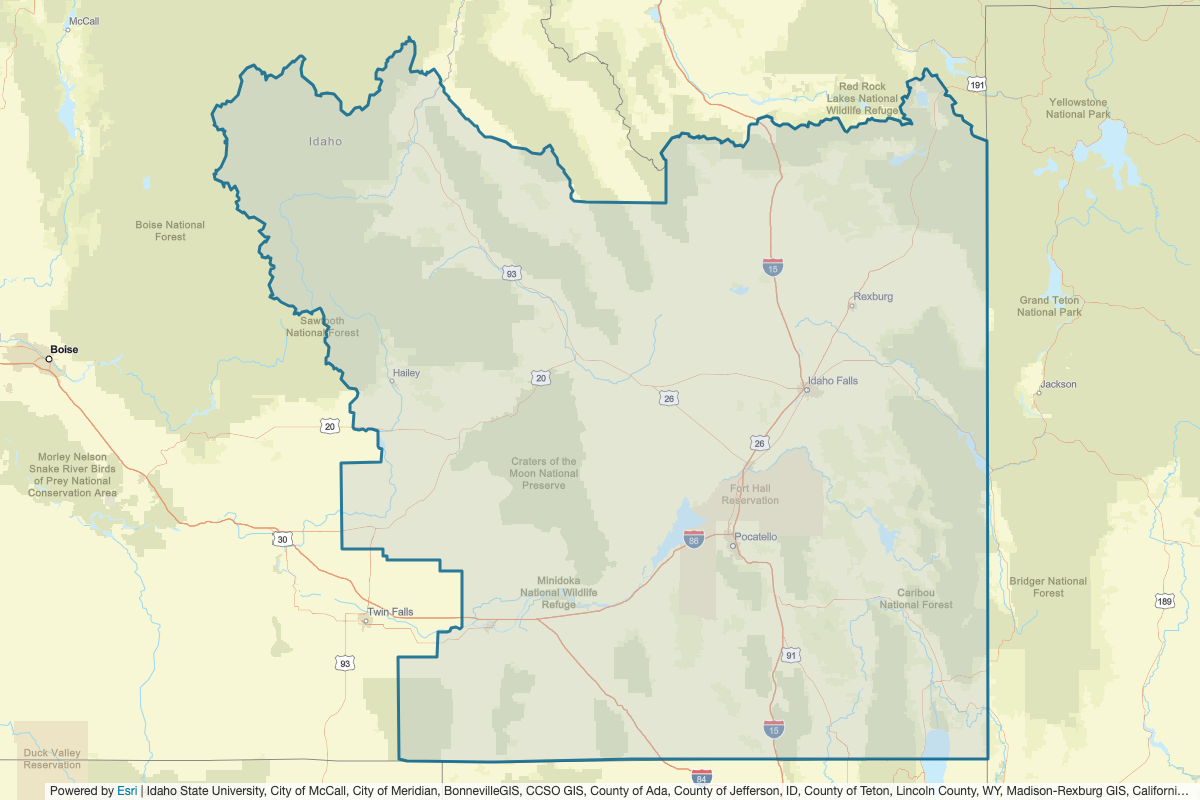 McCall
191
Red Rock
Lakes National
Wildlife Refuge
Yellowstone
National Park
Idaho
Boise National
Forest
93
15
Rexburg
Grand Teton
National Park
Sawtooth
National Forest
Boise
Hailey
20
Idaho Falls
Jackson
26
20
26
Morley Nelson
Snake River Birds
of Prey National
Conservation Area
Craters of the
Moon National
Preserve
Fort Hall
Reservation
30
86
Pocatello
Minidoka
National Wildlife
Refuge
Caribou
National Forest
Bridger National
Forest
189
Twin Falls
93
91
15
Duck Valley
Reservation
84
Powered by Esri | Idaho State University, City of McCall, City of Meridian, BonnevilleGIS, CCSO GIS, County of Ada, County of Jefferson, ID, County of Teton, Lincoln County, WY, Madison-Rexburg GIS, Californi...